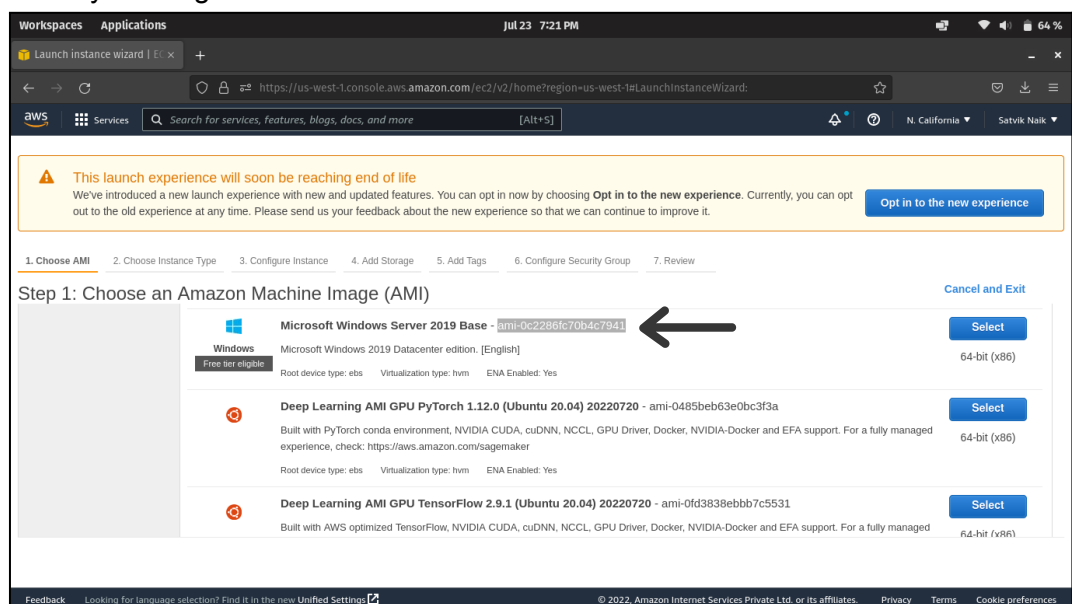 Workspaces Applications Jul 23 7:21 PM 64 %
Launch instance wizard | EC
https://us-west-1.console.aws.amazon.com/ec2/v2/home?region=us-west-1#LaunchInstanceWizard:
aws Services Search for services, features, blogs, docs, and more [Alt+S] N. California Satvik Naik
This launch experience will soon be reaching end of life
We've introduced a new launch experience with new and updated features. You can opt in now by choosing Opt in to the new experience. Currently, you can opt
out to the old experience at any time. Please send us your feedback about the new experience so that we can continue to improve it.
Opt in to the new experience
1. Choose AMI 2. Choose Instance Type 3. Configure Instance 4. Add Storage 5. Add Tags 6. Configure Security Group 7. Review
Step 1: Choose an Amazon Machine Image (AMI)
Cancel and Exit
Microsoft Windows Server 2019 Base - ami-0c2286fc70b4c7941
Select
Windows
Microsoft Windows 2019 Datacenter edition. [English]
64-bit (x86)
Free tier eligible
Root device type: ebs Virtualization type: hvm ENA Enabled: Yes
Deep Learning AMI GPU PyTorch 1.12.0 (Ubuntu 20.04) 20220720 - ami-0485beb63e0bc3f3a
Select
Built with PyTorch conda environment, NVIDIA CUDA, cuDNN, NCCL, GPU Driver, Docker, NVIDIA-Docker and EFA support. For a fully managed
64-bit (x86)
experience, check: https://aws.amazon.com/sagemaker
Root device type: ebs Virtualization type: hvm ENA Enabled: Yes
Deep Learning AMI GPU TensorFlow 2.9.1 (Ubuntu 20.04) 20220720 - ami-0fd3838ebbb7c5531
Select
Built with AWS optimized TensorFlow, NVIDIA CUDA, cuDNN, NCCL, GPU Driver, Docker, NVIDIA-Docker and EFA support. For a fully managed
64-bit (x86)
Feedback Looking for language selection? Find it in the new Unified Settings © 2022, Amazon Internet Services Private Ltd. or its affiliates. Privacy Terms Cookie preferences